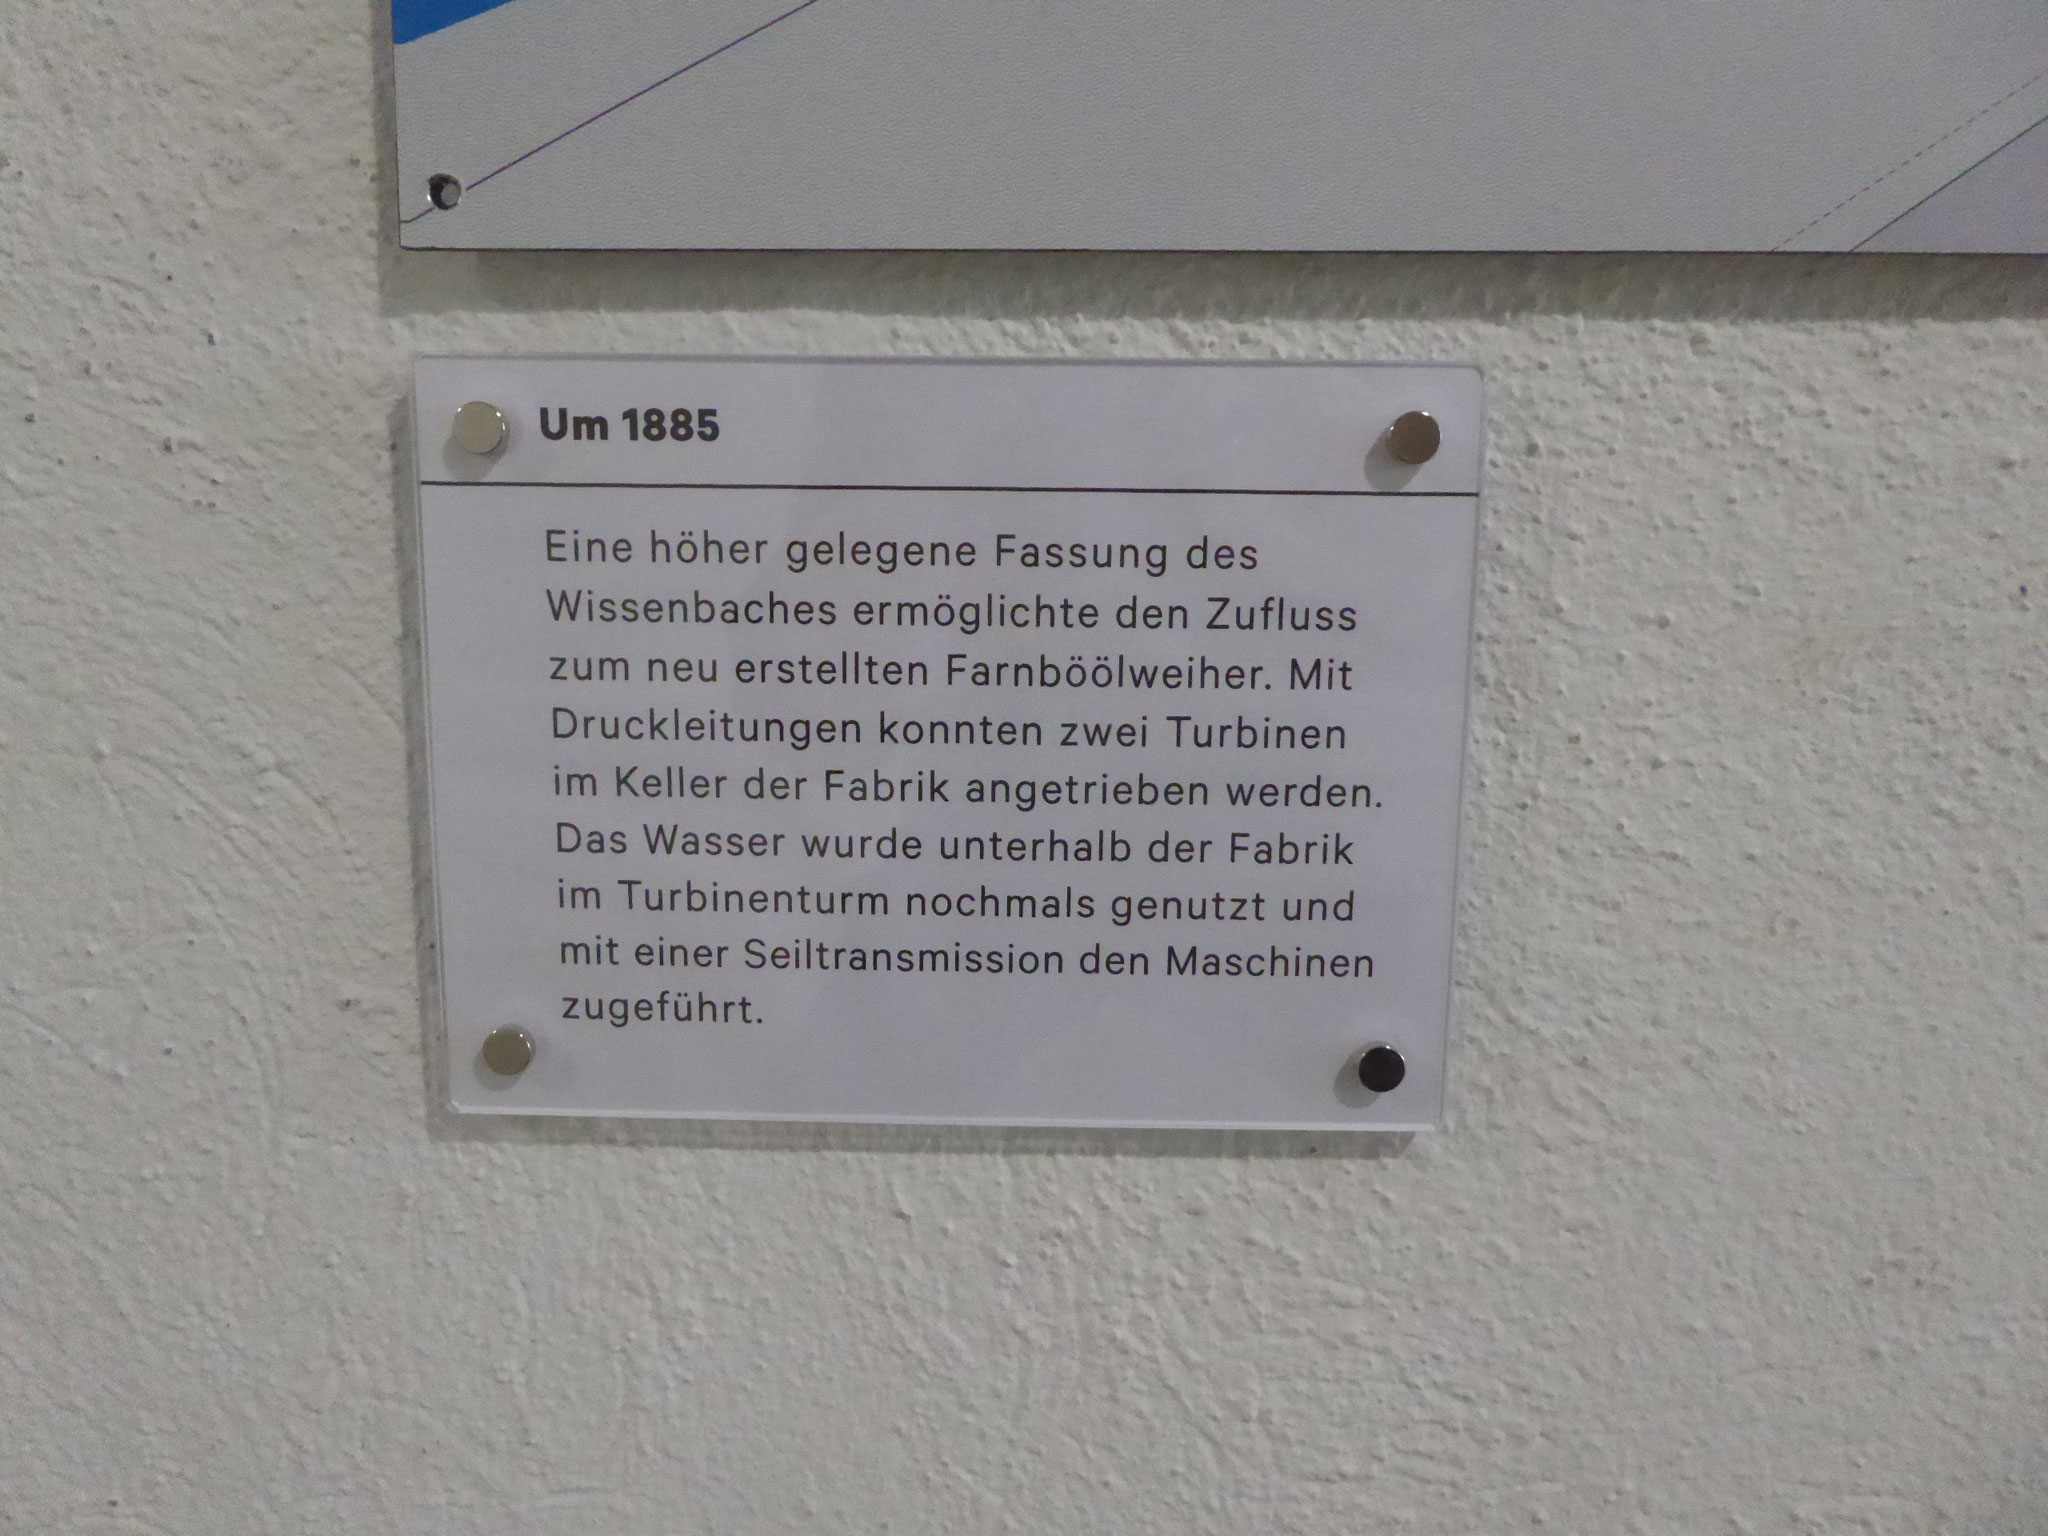 Um 1885
Eine höher gelegene Fassung des
Wissenbaches ermöglichte den Zufluss
zum neu erstellten Farnböölweiher. Mit
Druckleitungen konnten zwei Turbinen
im Keller der Fabrik angetrieben werden.
Das Wasser wurde unterhalb der Fabrik
im Turbinenturm nochmals genutzt und
mit einer Seiltransmission den Maschinen
zugeführt.